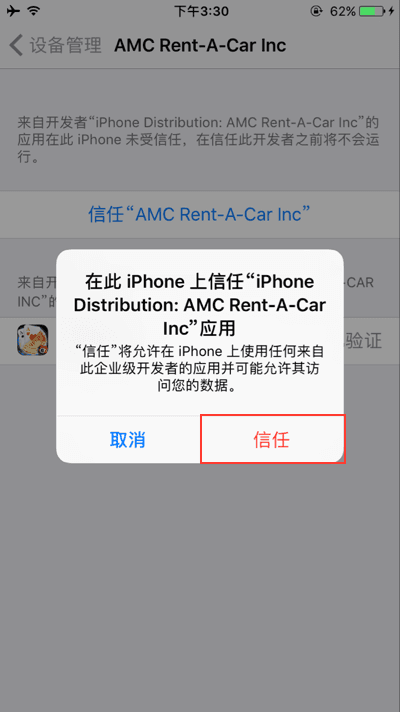 下午3:30
62%
设备管理
AMC Rent-A-Car Inc
来自开发者“iPhone Distribution: AMC Rent-A-Car Inc”的
应用在此 iPhone 未受信任，在信任此开发者之前将不会运
行。
信任“AMC Rent-A-Car Inc”
在此 iPhone 上信任“iPhone
Distribution: AMC Rent-A-Car
Inc”应用
“信任”将允许在 iPhone 上使用任何来自
此企业级开发者的应用并可能允许其访
问您的数据。
取消
信任
来自开
-CAR
INC”的
验证